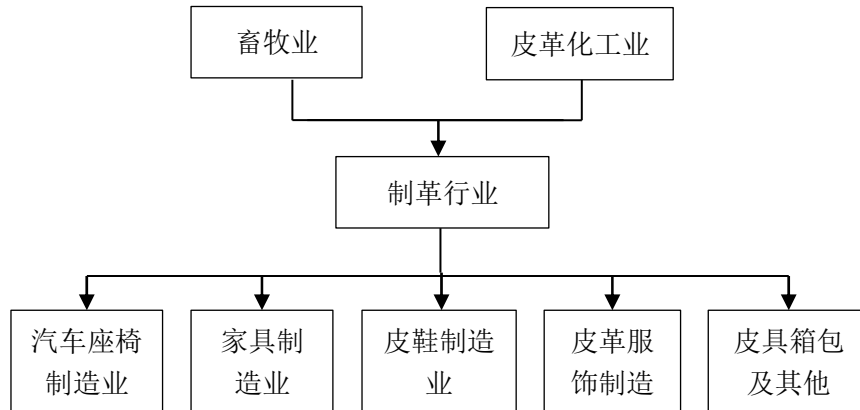 畜牧业
皮革化工业
制革行业
汽车座椅
制造业
家具制
造业
皮鞋制造
业
皮革服
饰制造
皮具箱包
及其他